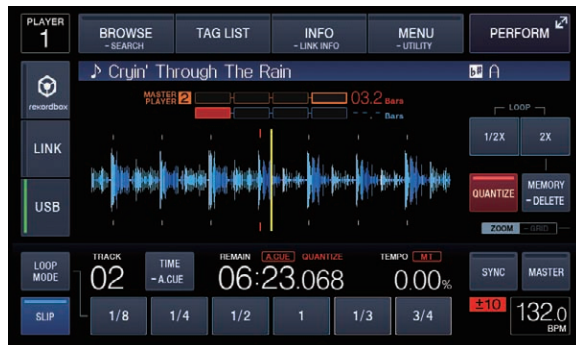 PLAYER
1
BROWSE
- SEARCH
TAG LIST
INFO
- LINK INFO
MENU
- UTILITY
PERFORM
rekordbox
♪ Cryin' Through The Rain
A
MASTER
PLAYER 2
03.2 Bars
--.- Bars
LOOP
1/2X
2X
LINK
QUANTIZE
MEMORY
- DELETE
USB
ZOOM - GRID
LOOP
MODE
TRACK
02
TIME
- A.CUE
REMAIN A.CUE QUANTIZE
06:23.068
TEMPO MT
0.00%
SYNC
MASTER
SLIP
1/8
1/4
1/2
1
1/3
3/4
±10
132.0
BPM